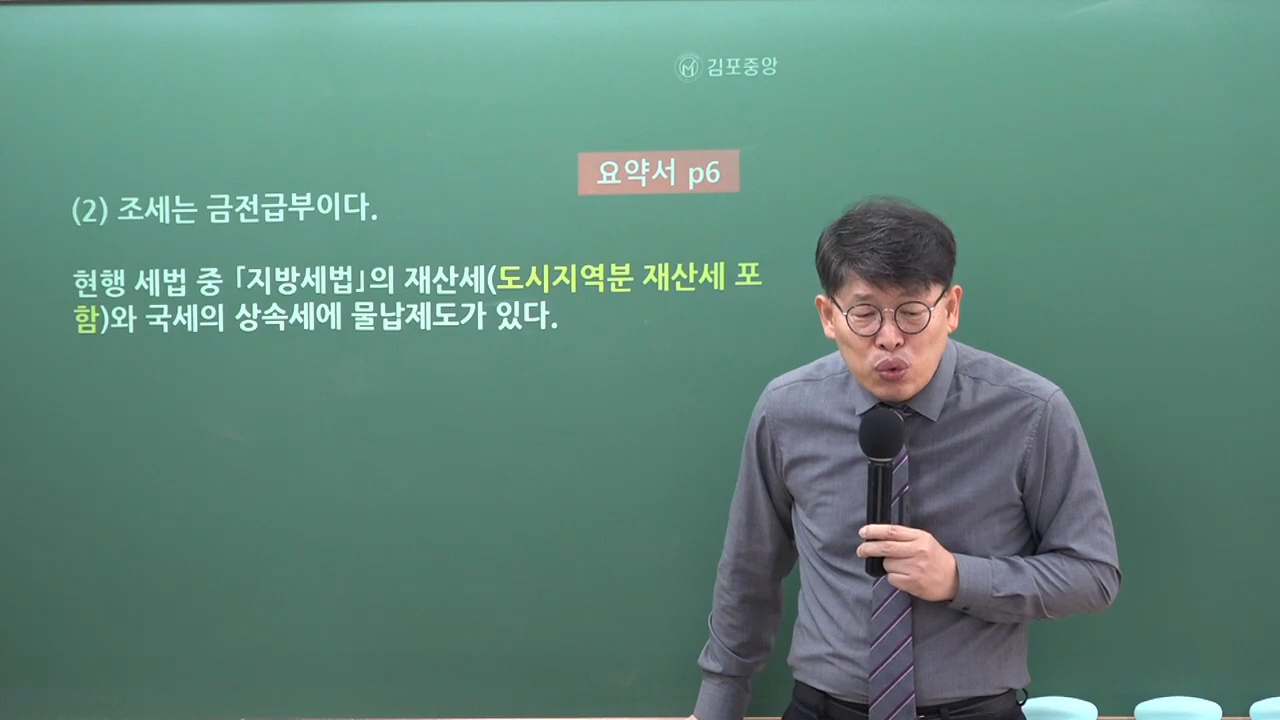 김포중앙
요약서 p6
(2) 조세는 금전급부이다.
현행 세법 중 「지방세법」의 재산세(도시지역분 재산세 포
함)와 국세의 상속세에 물납제도가 있다.